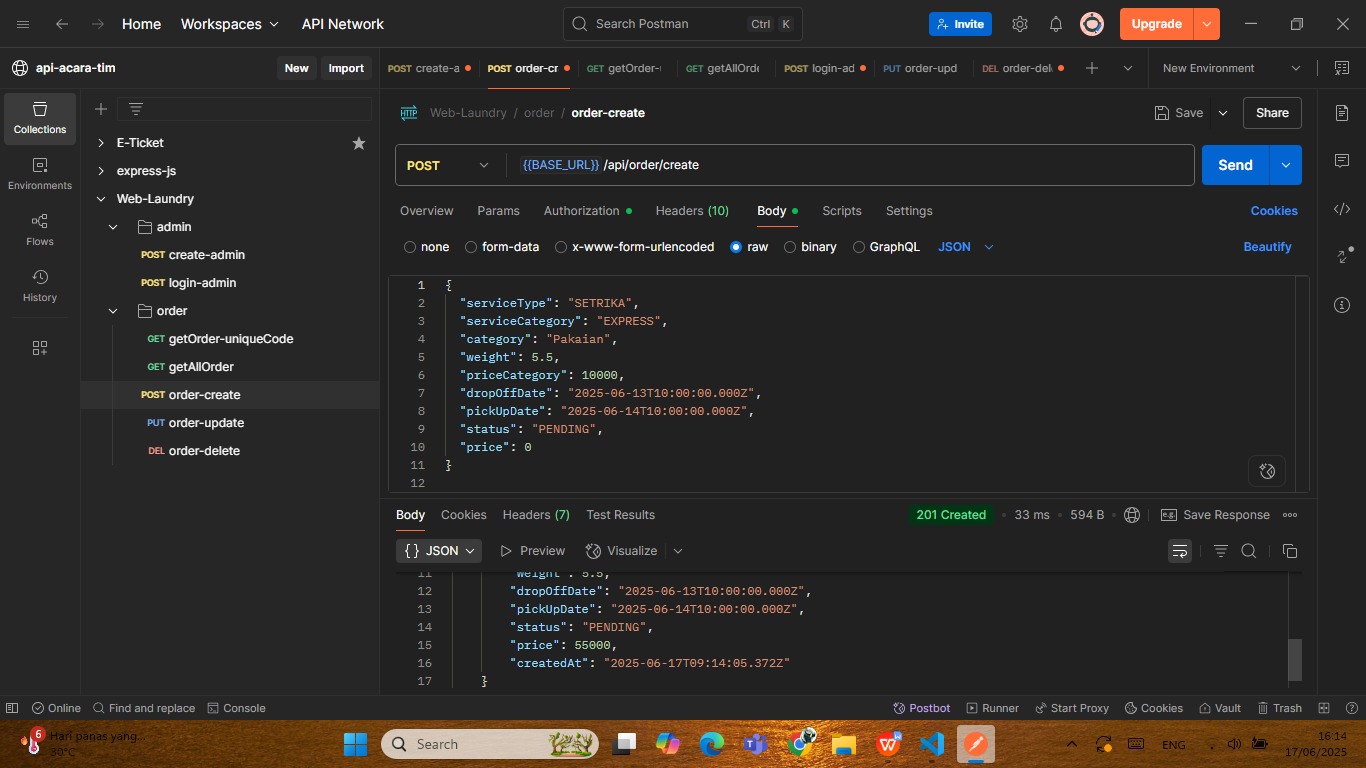 Home Workspaces API Network Search Postman Ctrl K Invite Upgrade
api-acara-tim New Import POST create-a POST order-cr GET getOrder- GET getAllOrde POST login-ad PUT order-upd DEL order-del New Environment
Collections
Environments
Flows
History
E-Ticket
express-js
Web-Laundry
admin
POST create-admin
POST login-admin
order
GET getOrder-uniqueCode
GET getAllOrder
POST order-create
PUT order-update
DEL order-delete
HTTP Web-Laundry / order / order-create Save Share
POST {{BASE_URL}} /api/order/create Send
Overview Params Authorization Headers (10) Body Scripts Settings Cookies
none form-data x-www-form-urlencoded raw binary GraphQL JSON Beautify
1 {
2 "serviceType": "SETRIKA",
3 "serviceCategory": "EXPRESS",
4 "category": "Pakaian",
5 "weight": 5.5,
6 "priceCategory": 10000,
7 "dropOffDate": "2025-06-13T10:00:00.000Z",
8 "pickUpDate": "2025-06-14T10:00:00.000Z",
9 "status": "PENDING",
10 "price": 0
11 }
12
Body Cookies Headers (7) Test Results 201 Created 33 ms 594 B e.g. Save Response
{} JSON Preview Visualize
11 "weight": 5.5,
12 "dropOffDate": "2025-06-13T10:00:00.000Z",
13 "pickUpDate": "2025-06-14T10:00:00.000Z",
14 "status": "PENDING",
15 "price": 55000,
16 "createdAt": "2025-06-17T09:14:05.372Z"
17 }
Online Find and replace Console Postbot Runner Start Proxy Cookies Vault Trash
6 Hari panas yang...
30°C
Search
ENG
16:14
17/06/2025